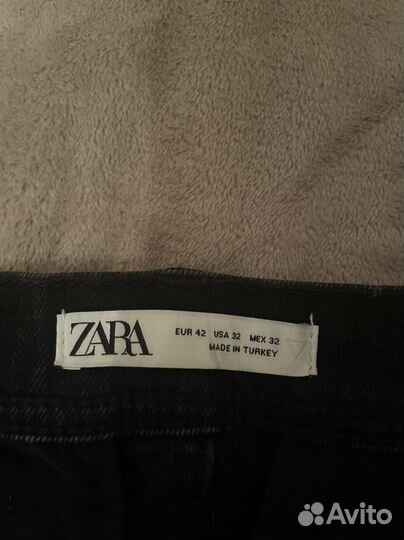 ZARA
EUR 42 USA 32 MEX 32
MADE IN TURKEY
Avito